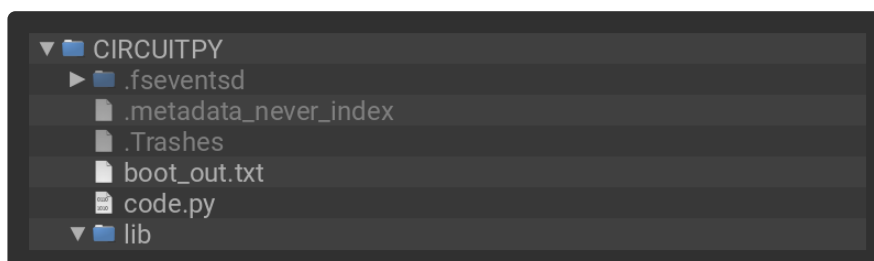 CIRCUITPY
.fseventsd
.metadata_never_index
.Trashes
boot_out.txt
code.py
lib